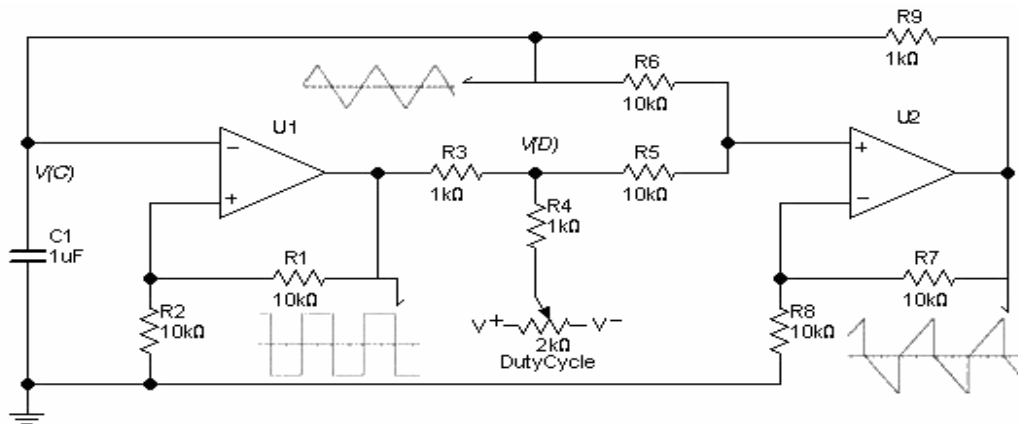 R9
1kΩ
R6
10kΩ
U1
U2
V(D)
R3
1kΩ
R5
10kΩ
V(C)
R4
1kΩ
C1
1uF
R1
10kΩ
R7
10kΩ
R2
10kΩ
V+
V-
2kΩ
DutyCycle
R8
10kΩ